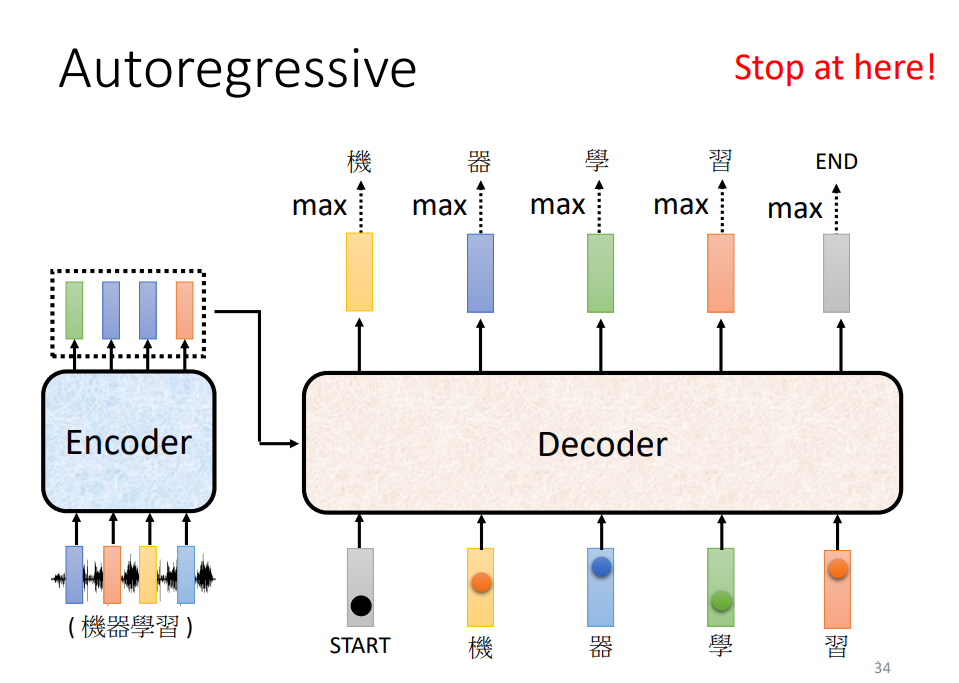 Autoregressive
Stop at here!
機 器 學 習 END
max max max max max
Encoder
Decoder
( 機器學習 )
START 機 器 學 習
34